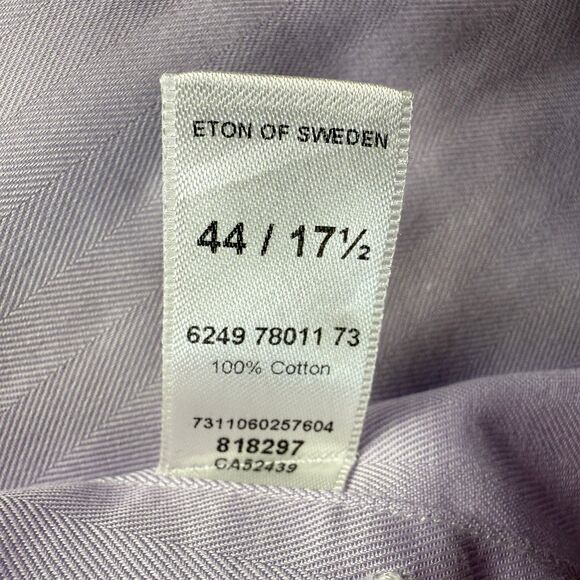 ETON OF SWEDEN
44 / 17½
6249 78011 73
100% Cotton
7311060257604
818297
CA52439